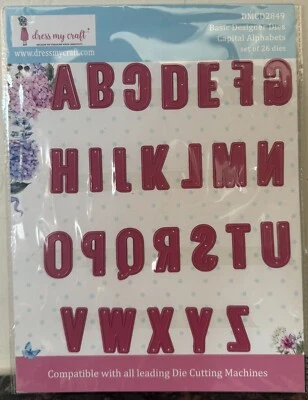 dress my craft
www.dressmycraft.com
DMCD2849
Basic Designer Dies
Capital Alphabets
set of 26 dies
ABCDEFG
HIJKLMN
OPQRSTU
VWXYZ
Compatible with all leading Die Cutting Machines